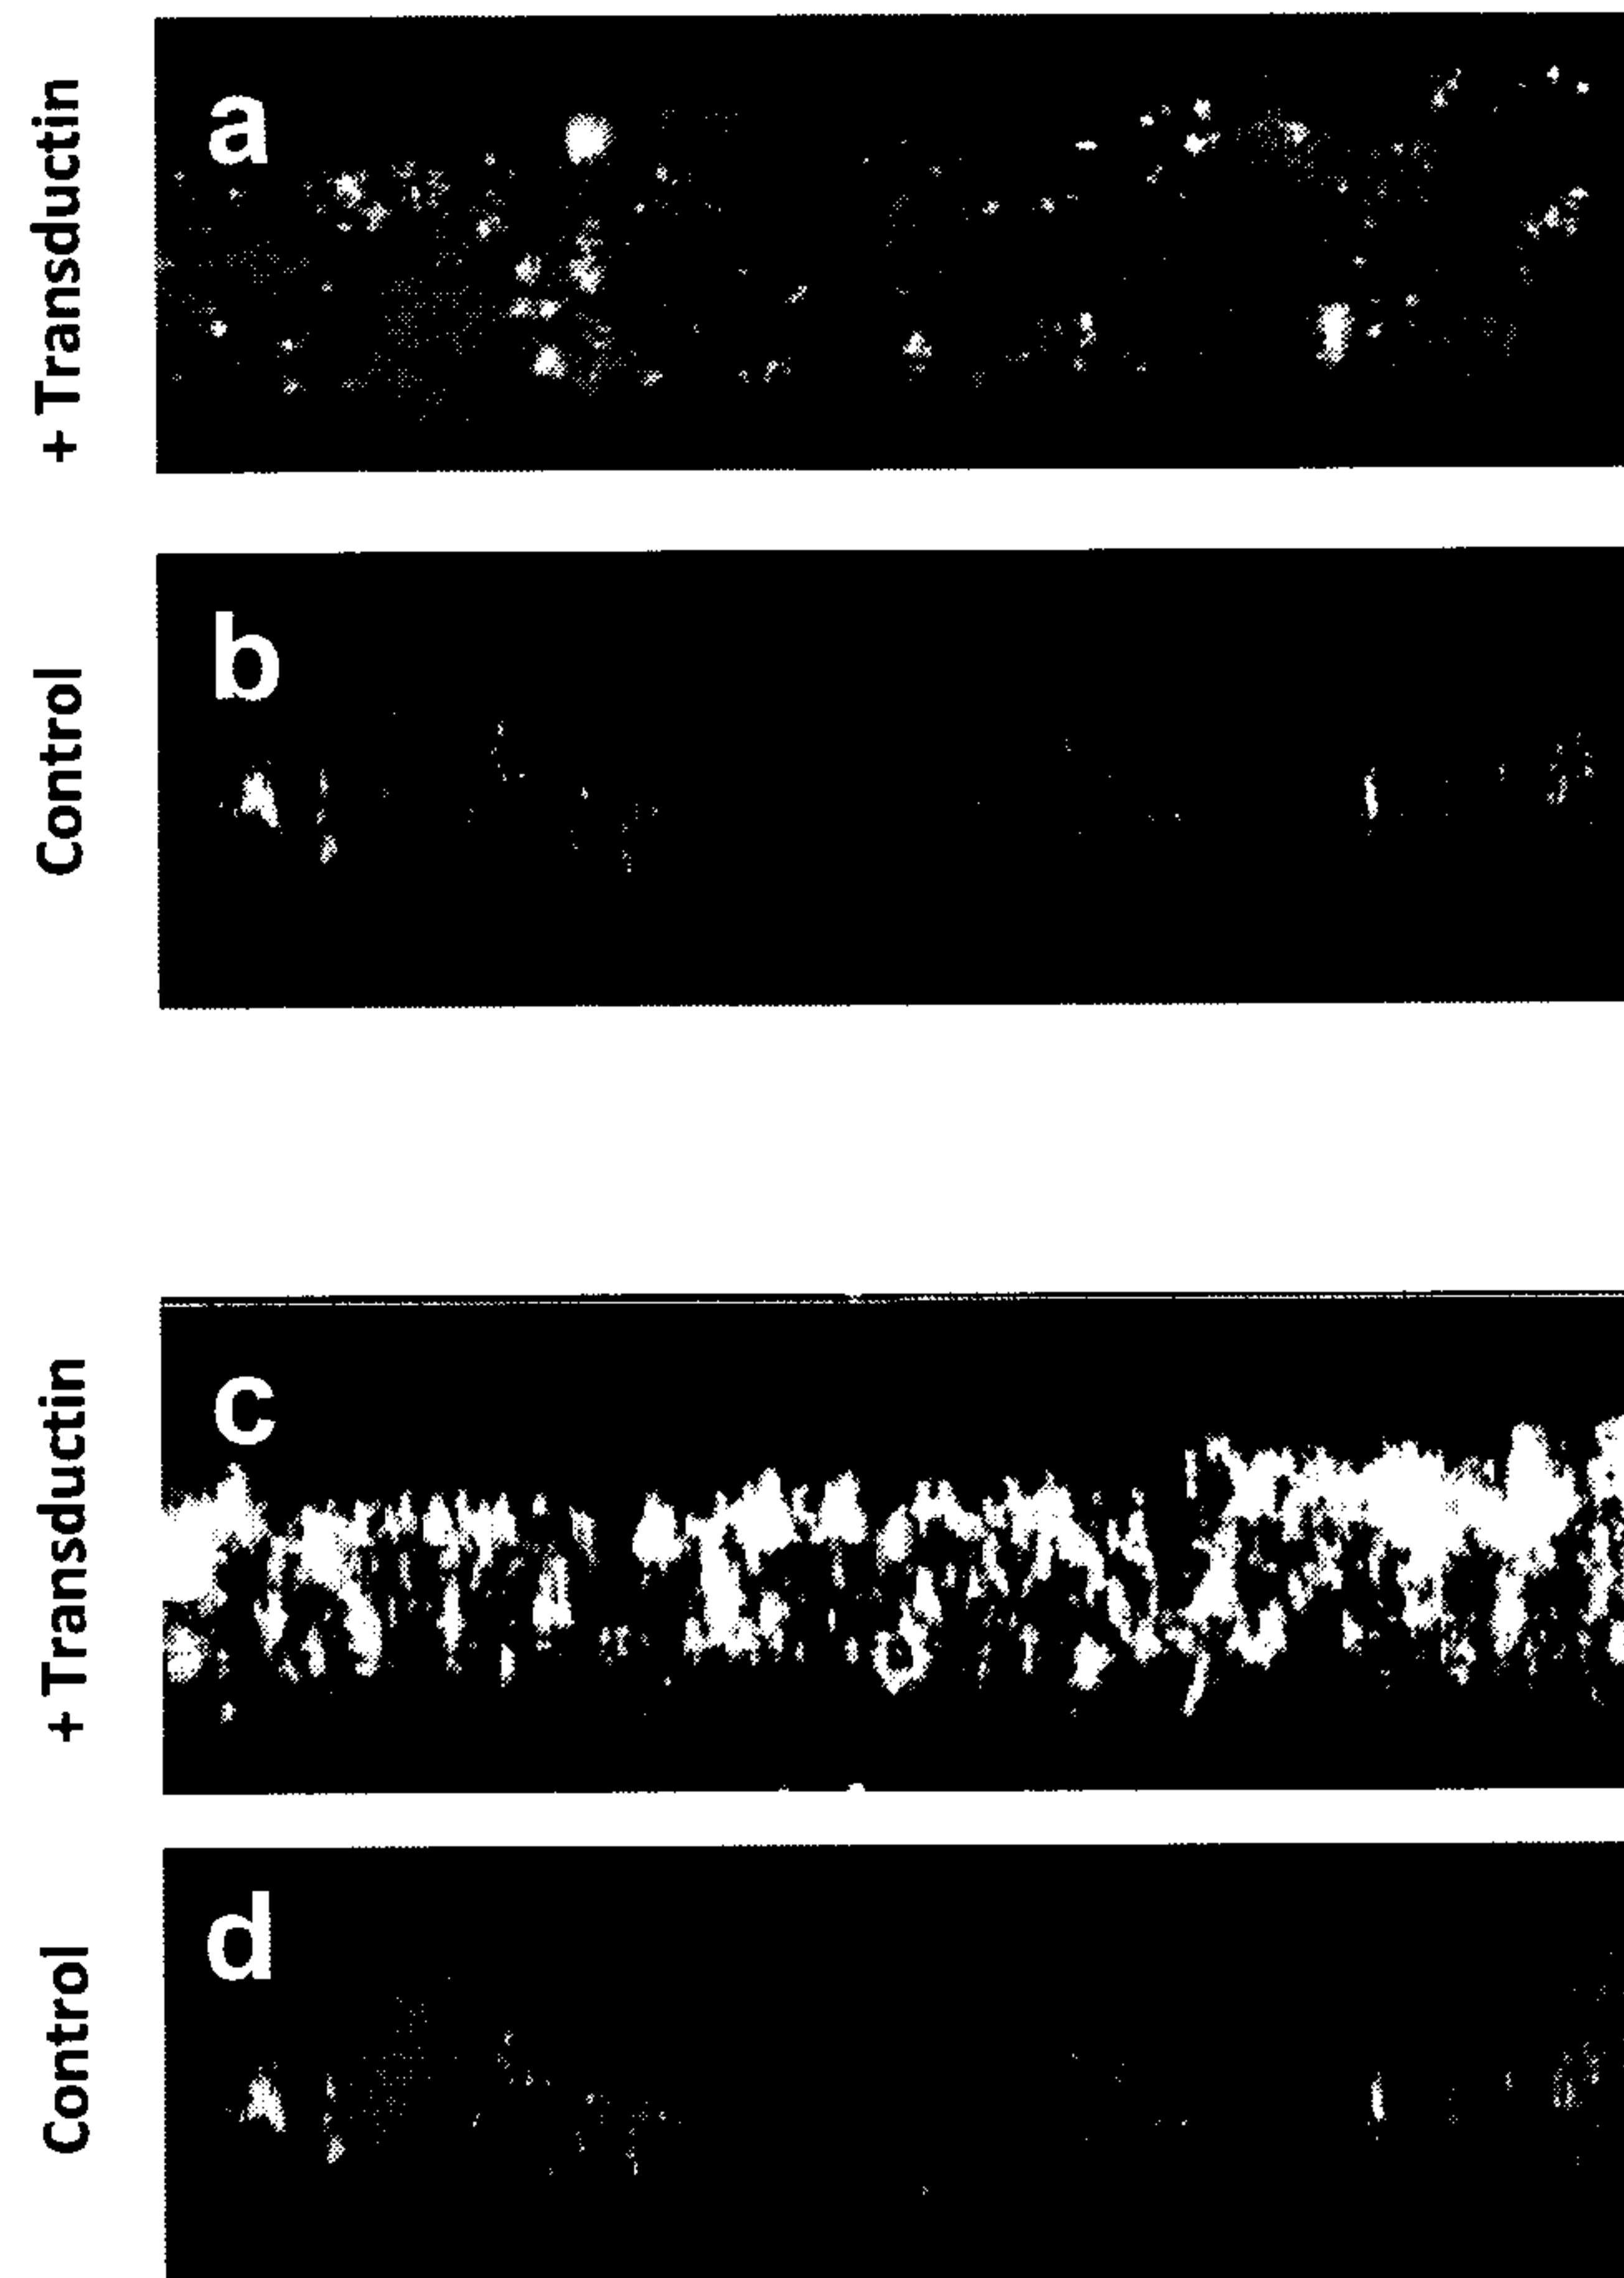 + Transductin
a
Control
b
+ Transductin
c
Control
d